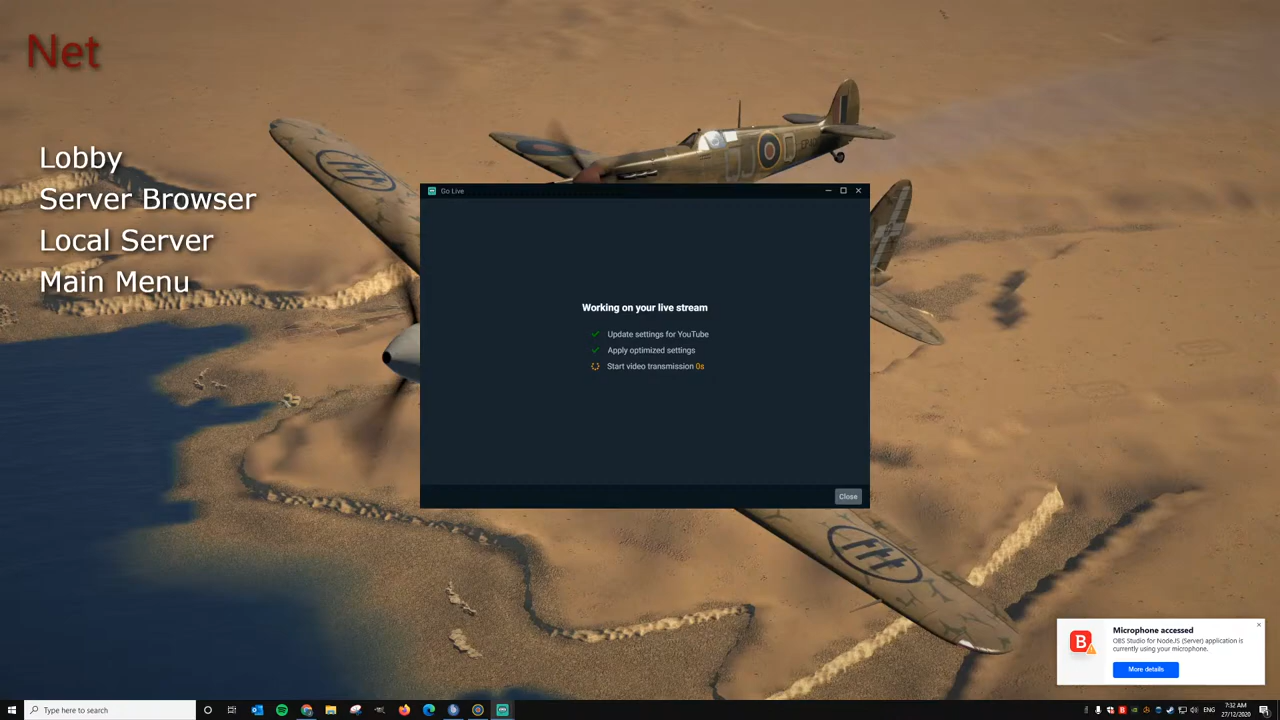 Net
Lobby
Server Browser
Local Server
Main Menu
Go Live
Working on your live stream
Update settings for YouTube
Apply optimized settings
Start video transmission 0s
Close
Microphone accessed
OBS Studio for NodeJS (Server) application is
currently using your microphone.
More details
Type here to search
ENG
7:32 AM
27/12/2020